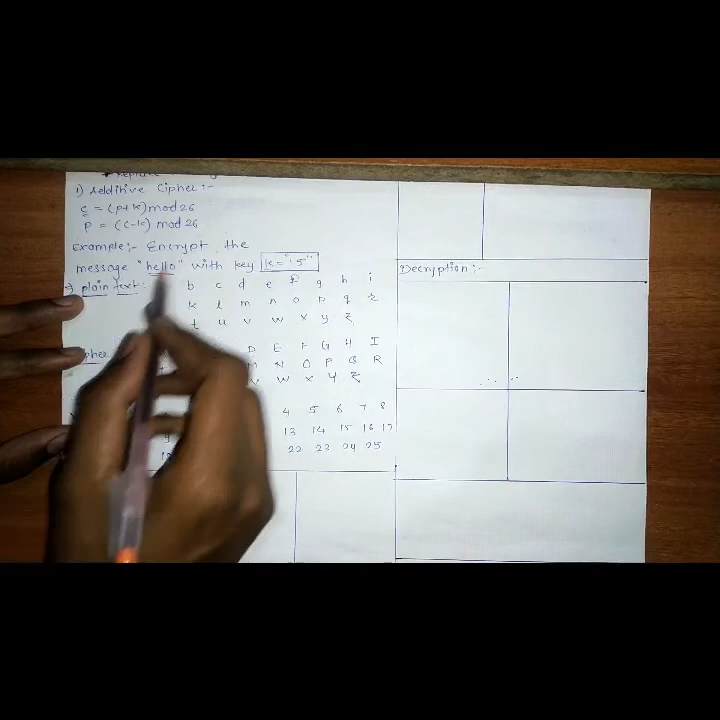 1) Additive Cipher:-
C = (P+K) mod 26
P = (C-K) mod 26
Example:- Encrypt the
message "hello" with key K = "15"
=> plain text: b c d e f g h i
k l m n o p q r
t u v w x y z
D E F G H I
M N O P Q R
V W X Y Z
4 5 6 7 8
13 14 15 16 17
22 23 24 25
Decryption:-